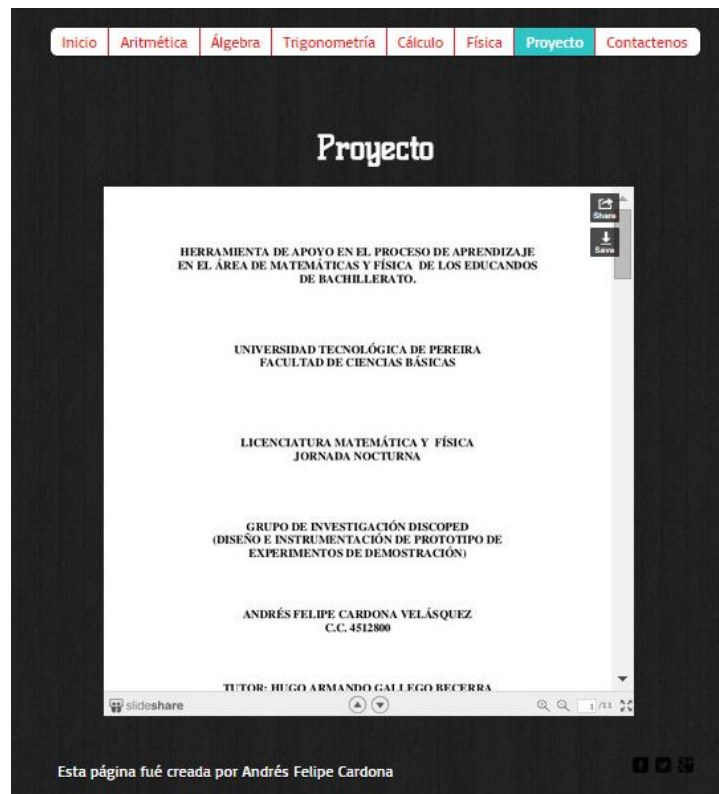 Inicio Aritmética Álgebra Trigonometría Cálculo Física Proyecto Contactenos
Proyecto
Share
Save
HERRAMIENTA DE APOYO EN EL PROCESO DE APRENDIZAJE
EN EL ÁREA DE MATEMÁTICAS Y FÍSICA DE LOS EDUCANDOS
DE BACHILLERATO.
UNIVERSIDAD TECNOLÓGICA DE PEREIRA
FACULTAD DE CIENCIAS BÁSICAS
LICENCIATURA MATEMÁTICA Y FÍSICA
JORNADA NOCTURNA
GRUPO DE INVESTIGACIÓN DISCOPED
(DISEÑO E INSTRUMENTACIÓN DE PROTOTIPO DE
EXPERIMENTOS DE DEMOSTRACIÓN)
ANDRÉS FELIPE CARDONA VELÁSQUEZ
C.C. 4512800
TUTOR: HUGO ARMANDO GALLEGO BECERRA
slideshare 1 /11
Esta página fué creada por Andrés Felipe Cardona